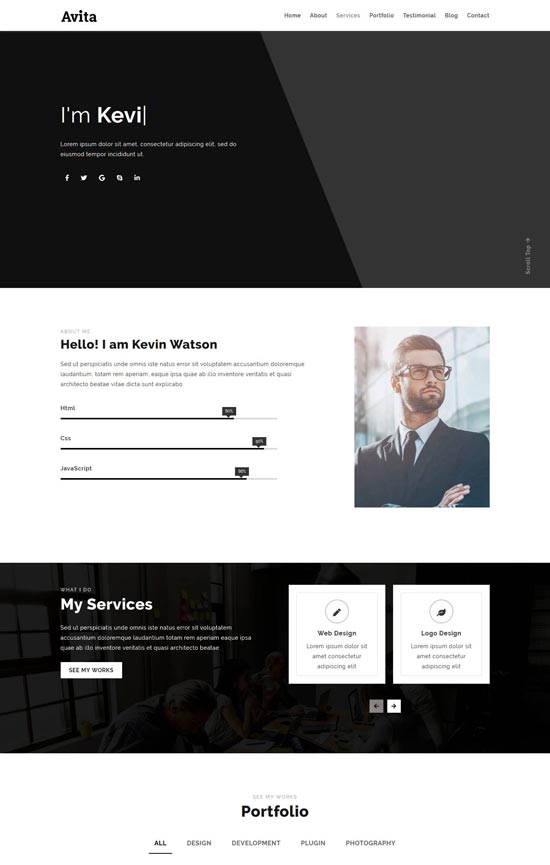 Avita
Home About Services Portfolio Testimonial Blog Contact
I'm Kevi
Lorem ipsum dolor sit amet, consectetur adipiscing elit, sed do
eiusmod tempor incididunt ut.
Scroll Top
ABOUT ME
Hello! I am Kevin Watson
Sed ut perspiciatis unde omnis iste natus error sit voluptatem accusantium doloremque
laudantium, totam rem aperiam, eaque ipsa quae ab illo inventore veritatis et quasi
architecto beatae vitae dicta sunt explicabo.
Html
Css
JavaScript
WHAT I DO
My Services
Sed ut perspiciatis unde omnis iste natus error sit voluptatem
accusantium doloremque laudantium totam rem aperiam eaque ipsa
quae ab illo inventore veritatis et quasi architecto beatae.
SEE MY WORKS
Web Design
Lorem ipsum dolor sit
amet consectetur
adipiscing elit
Logo Design
Lorem ipsum dolor sit
amet consectetur
adipiscing elit
SEE MY WORKS
Portfolio
ALL DESIGN DEVELOPMENT PLUGIN PHOTOGRAPHY